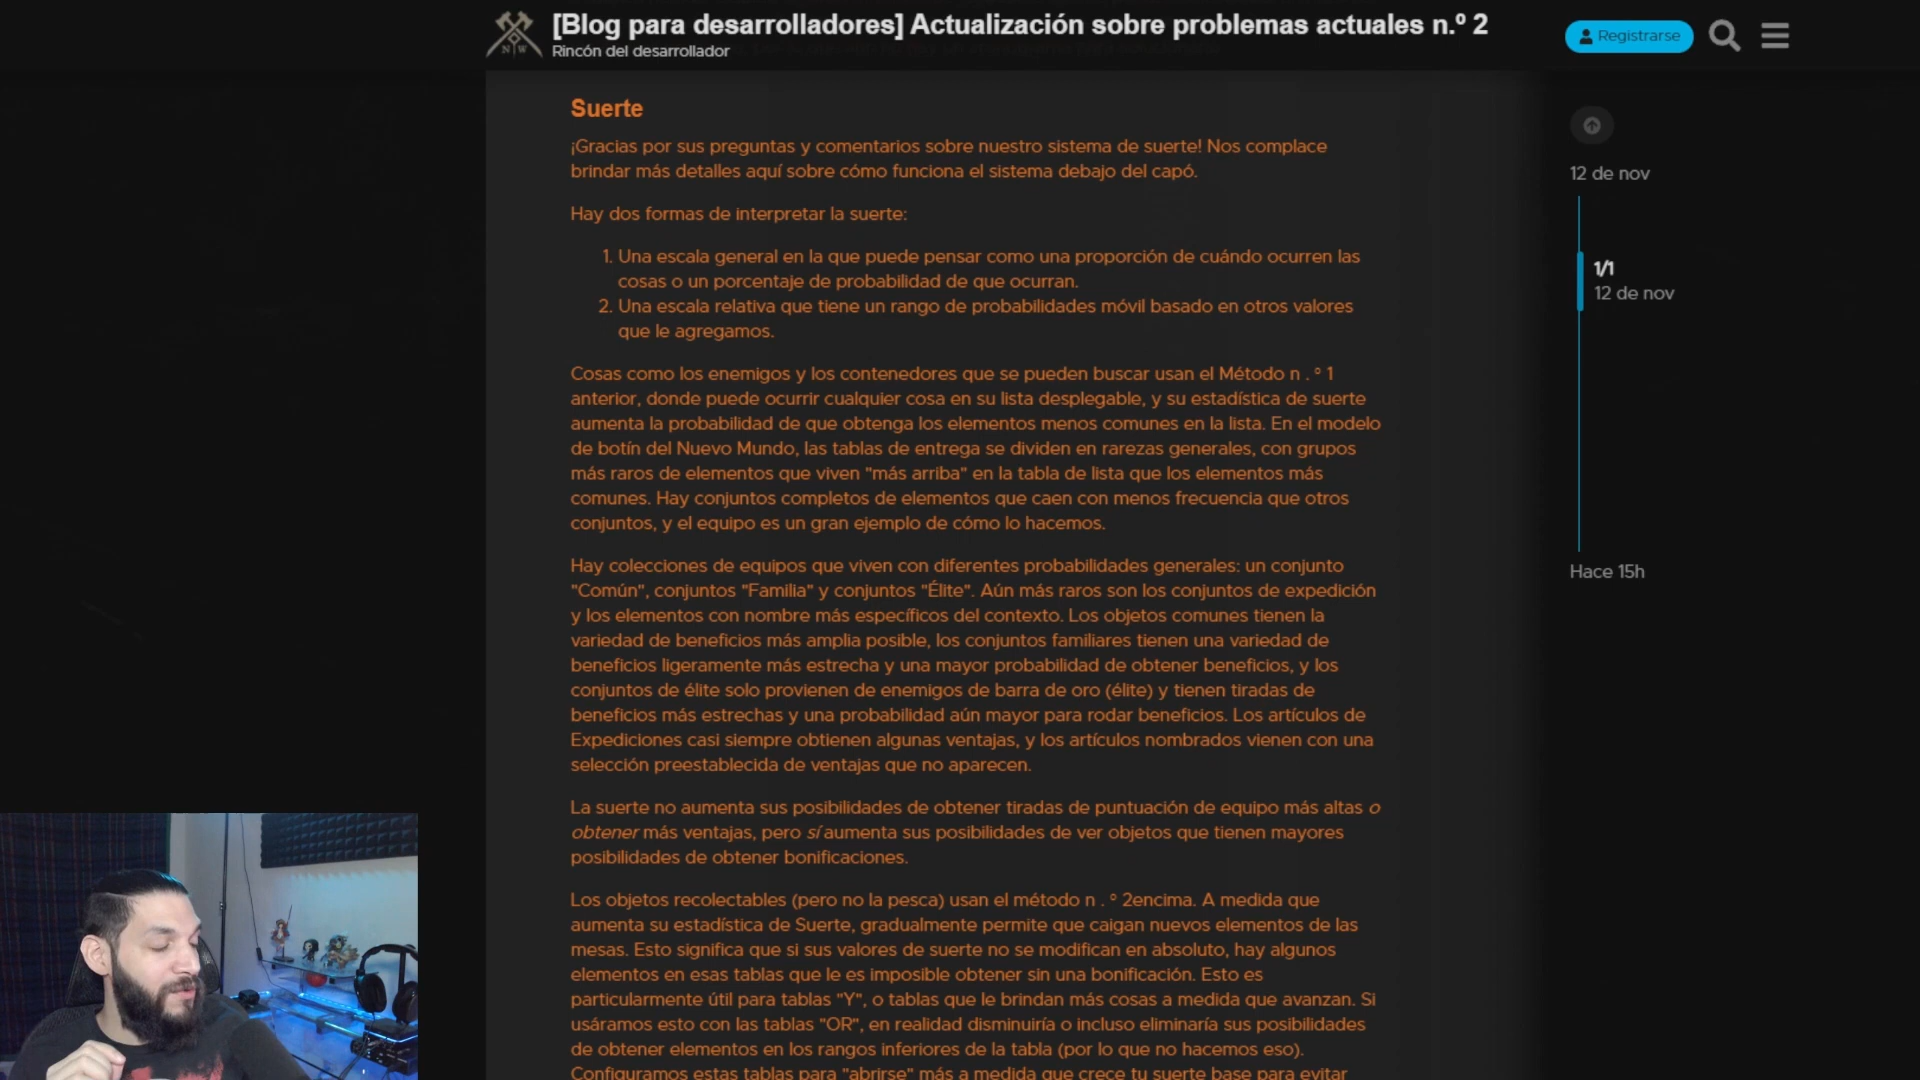 [Blog para desarrolladores] Actualización sobre problemas actuales n.º 2
Rincón del desarrollador
Registrarse
Suerte
¡Gracias por sus preguntas y comentarios sobre nuestro sistema de suerte! Nos complace
brindar más detalles aquí sobre cómo funciona el sistema debajo del capó.
Hay dos formas de interpretar la suerte:
1. Una escala general en la que puede pensar como una proporción de cuándo ocurren las
cosas o un porcentaje de probabilidad de que ocurran.
2. Una escala relativa que tiene un rango de probabilidades móvil basado en otros valores
que le agregamos.
Cosas como los enemigos y los contenedores que se pueden buscar usan el Método n . º 1
anterior, donde puede ocurrir cualquier cosa en su lista desplegable, y su estadística de suerte
aumenta la probabilidad de que obtenga los elementos menos comunes en la lista. En el modelo
de botín del Nuevo Mundo, las tablas de entrega se dividen en rarezas generales, con grupos
más raros de elementos que viven "más arriba" en la tabla de lista que los elementos más
comunes. Hay conjuntos completos de elementos que caen con menos frecuencia que otros
conjuntos, y el equipo es un gran ejemplo de cómo lo hacemos.
Hay colecciones de equipos que viven con diferentes probabilidades generales: un conjunto
"Común", conjuntos "Familia" y conjuntos "Élite". Aún más raros son los conjuntos de expedición
y los elementos con nombre más específicos del contexto. Los objetos comunes tienen la
variedad de beneficios más amplia posible, los conjuntos familiares tienen una variedad de
beneficios ligeramente más estrecha y una mayor probabilidad de obtener beneficios, y los
conjuntos de élite solo provienen de enemigos de barra de oro (élite) y tienen tiradas de
beneficios más estrechas y una probabilidad aún mayor para rodar beneficios. Los artículos de
Expediciones casi siempre obtienen algunas ventajas, y los artículos nombrados vienen con una
selección preestablecida de ventajas que no aparecen.
La suerte no aumenta sus posibilidades de obtener tiradas de puntuación de equipo más altas o
obtener más ventajas, pero sí aumenta sus posibilidades de ver objetos que tienen mayores
posibilidades de obtener bonificaciones.
Los objetos recolectables (pero no la pesca) usan el método n . º 2encima. A medida que
aumenta su estadística de Suerte, gradualmente permite que caigan nuevos elementos de las
mesas. Esto significa que si sus valores de suerte no se modifican en absoluto, hay algunos
elementos en esas tablas que le es imposible obtener sin una bonificación. Esto es
particularmente útil para tablas "Y", o tablas que le brindan más cosas a medida que avanzan. Si
usáramos esto con las tablas "OR", en realidad disminuiría o incluso eliminaría sus posibilidades
de obtener elementos en los rangos inferiores de la tabla (por lo que no hacemos eso).
Configuramos estas tablas para "abrirse" más a medida que crece tu suerte base para evitar
12 de nov
1/1
12 de nov
Hace 15h
N W